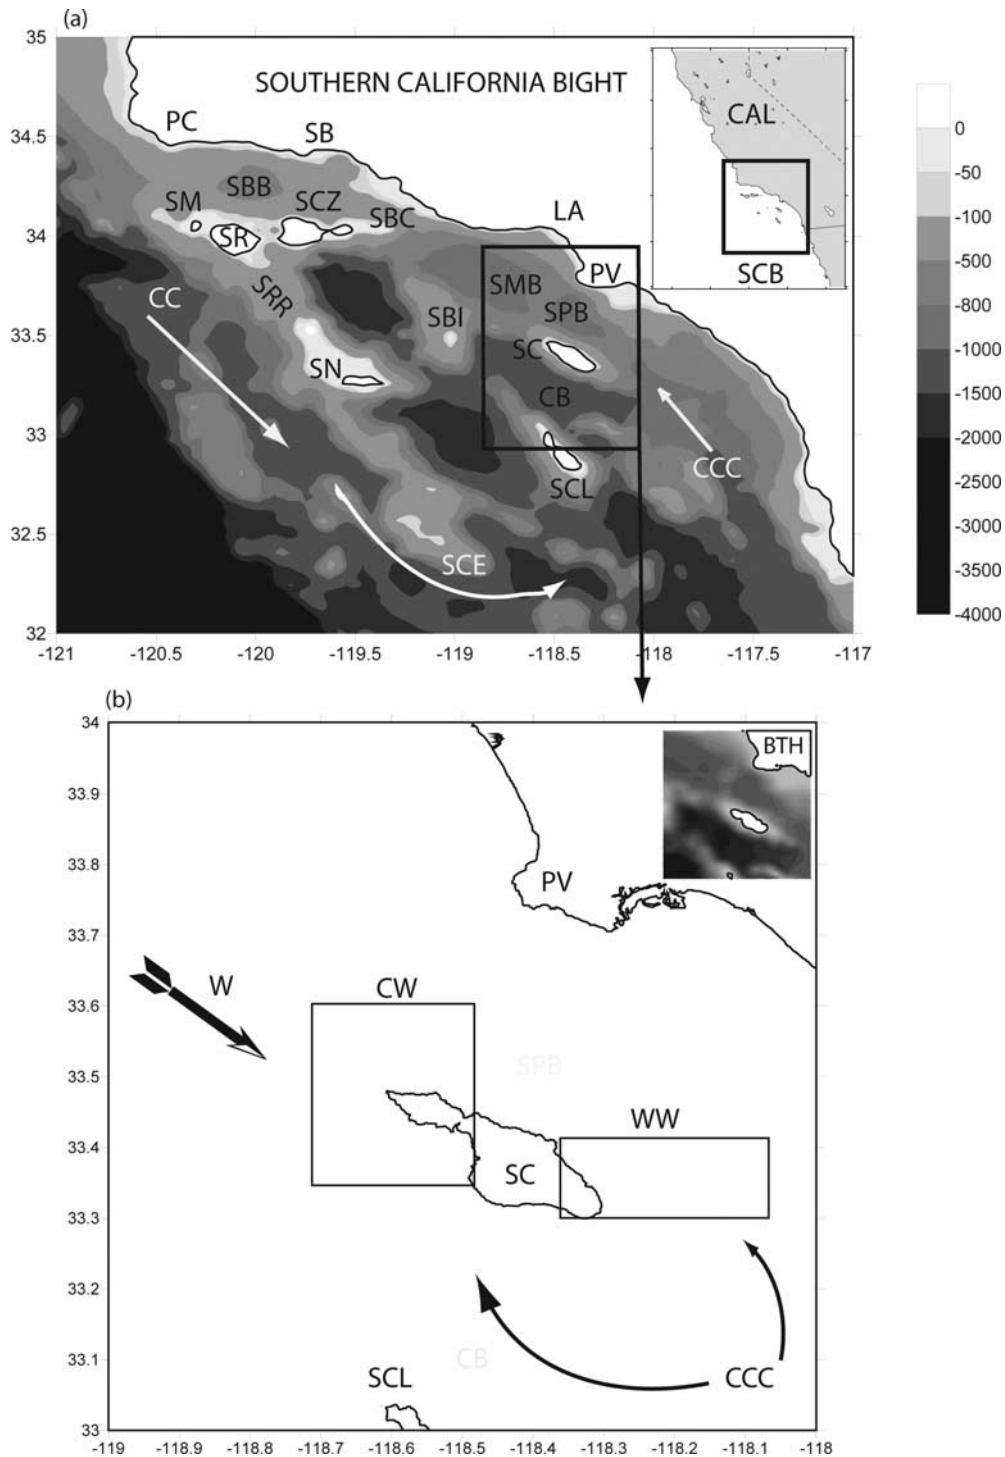 (a)
35
34.5
34
33.5
33
32.5
32
SOUTHERN CALIFORNIA BIGHT
PC
SB
SM
SBB
SCZ
SBC
SR
LA
CC
SRR
SBI
SMB
PV
SPB
SN
SC
CB
SCL
CCC
SCE
CAL
SCB
-121
-120.5
-120
-119.5
-119
-118.5
-118
-117.5
-117
0
-50
-100
-500
-800
-1000
-1500
-2000
-3000
-3500
-4000
(b)
34
33.9
33.8
33.7
33.6
33.5
33.4
33.3
33.2
33.1
33
BTH
PV
W
CW
SPB
WW
SC
CB
SCL
CCC
-119
-118.9
-118.8
-118.7
-118.6
-118.5
-118.4
-118.3
-118.2
-118.1
-118